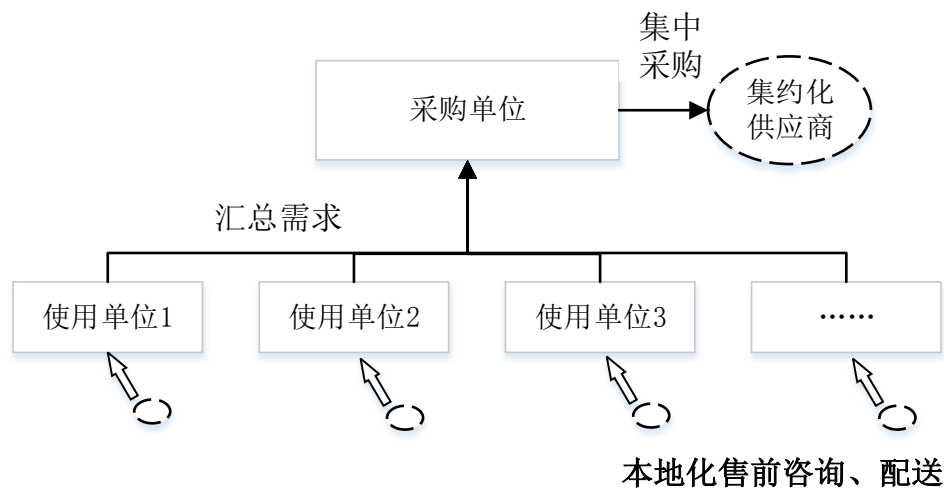 集中
采购
采购单位
集约化
供应商
汇总需求
使用单位1
使用单位2
使用单位3
……
本地化售前咨询、配送